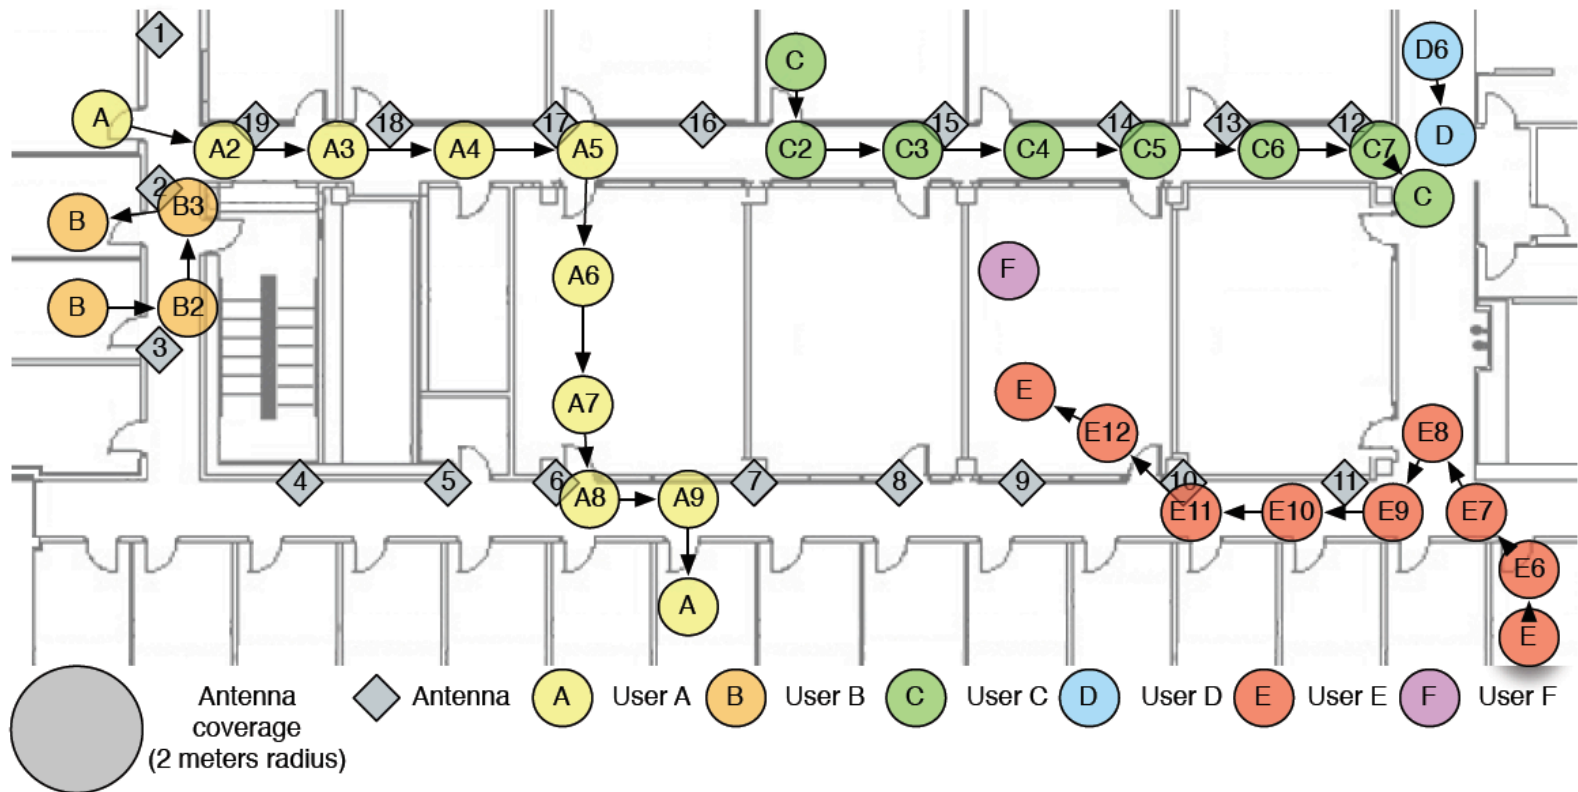 1
C
D6
A
19
18
17
16
15
14
13
12
D
A2
A3
A4
A5
C2
C3
C4
C5
C6
C7
2
B
B3
C
A6
F
B
B2
3
A7
E
E12
E8
4
5
6
7
8
9
10
11
A8
A9
E11
E10
E9
E7
E6
A
E
Antenna
coverage
(2 meters radius)
Antenna
A
User A
B
User B
C
User C
D
User D
E
User E
F
User F